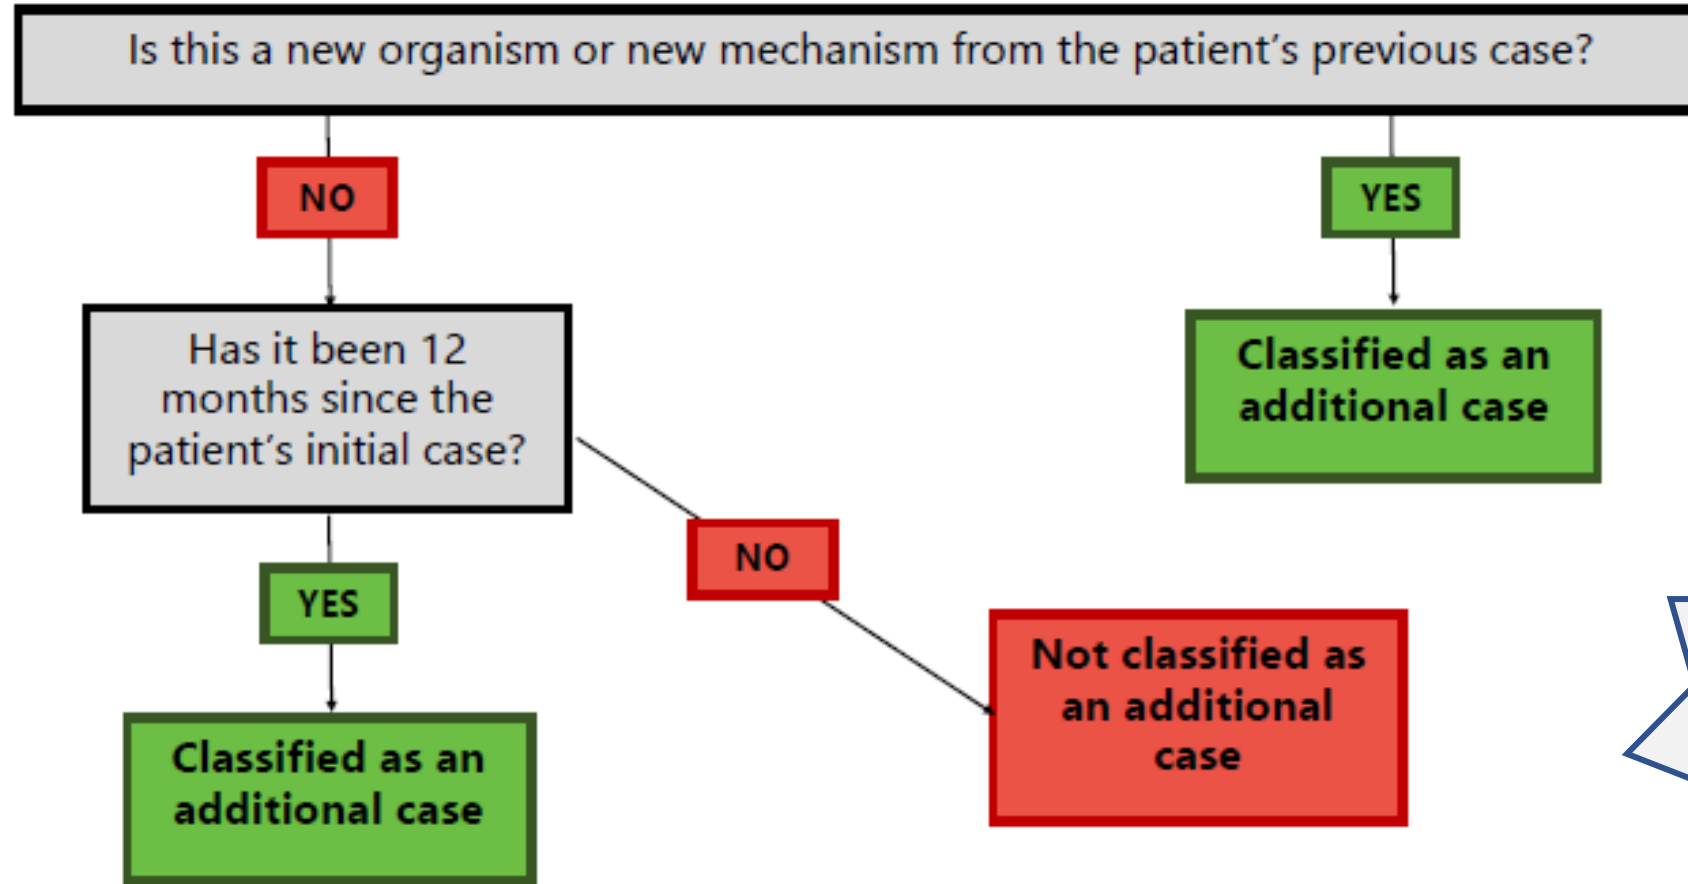 Is this a new organism or new mechanism from the patient's previous case?
NO
YES
Has it been 12
months since the
patient's initial case?
Classified as an
additional case
NO
YES
Not classified as
an additional
case
Classified as an
additional case